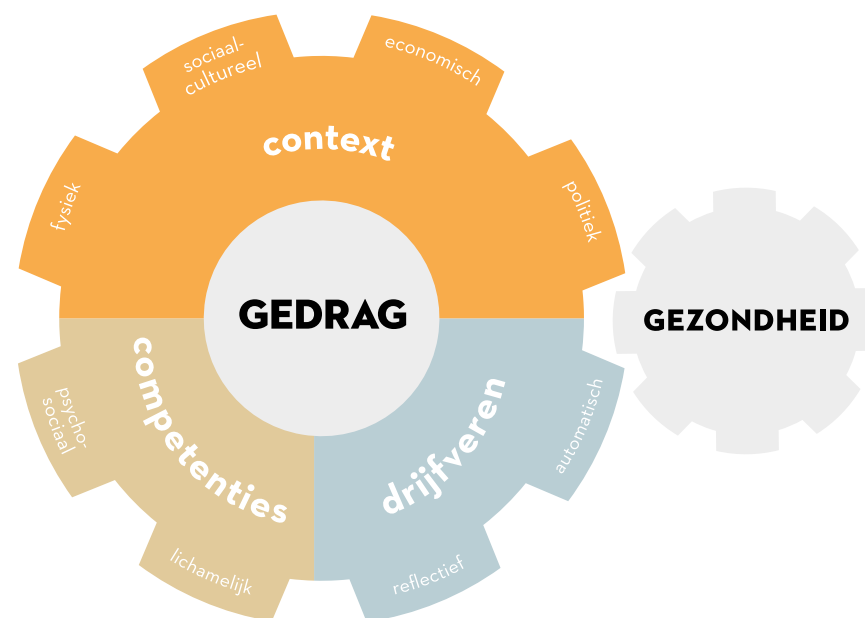 sociaal-
cultureel
economisch
context
fysiek
politiek
GEDRAG
GEZONDHEID
competenties
drijfveren
psycho-
sociaal
automatisch
lichamelijk
reflectief